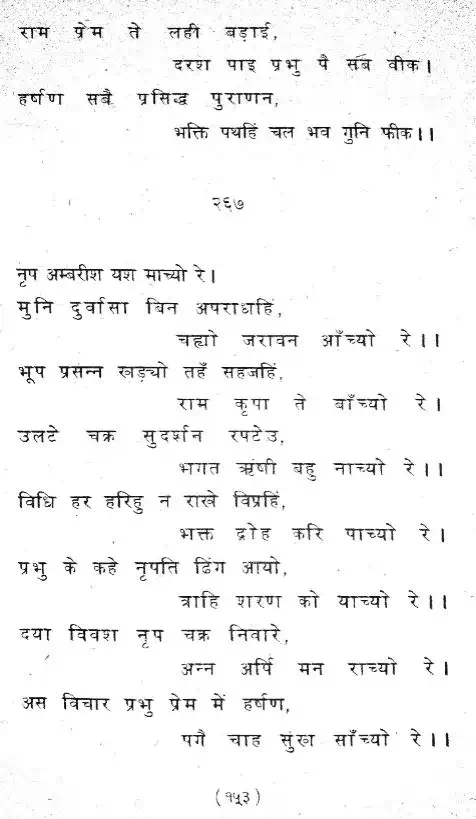 राम प्रेम ते लही बड़ाई,
दरश पाइ प्रभु पै सब वीक।
हर्षण सबै प्रसिद्ध पुराणन,
भक्ति पथहिं चल भव गुनि फीक।।
२६७
नृप अम्बरीश यश माच्यो रे।
मुनि दुर्वासा बिन अपराधहिं,
चह्यो जरावन आँच्यो रे।।
भूप प्रसन्न खड़्यो तहँ सहजहिं,
राम कृपा ते बाँच्यो रे।
उलटे चक्र सुदर्शन रपटेउ,
भगत ऋषी बहु नाच्यो रे।।
विधि हर हरिहु न राखे विप्रहिं,
भक्त द्रोह करि पाच्यो रे।
प्रभु के कहे नृपति ढिंग आयो,
त्राहि शरण को याच्यो रे।।
दया विवश नृप चक्र निवारे,
अन्न अर्पि मन राच्यो रे।
अस विचार प्रभु प्रेम में हर्षण,
पगै चाह सुख साँच्यो रे।।
(१५३)